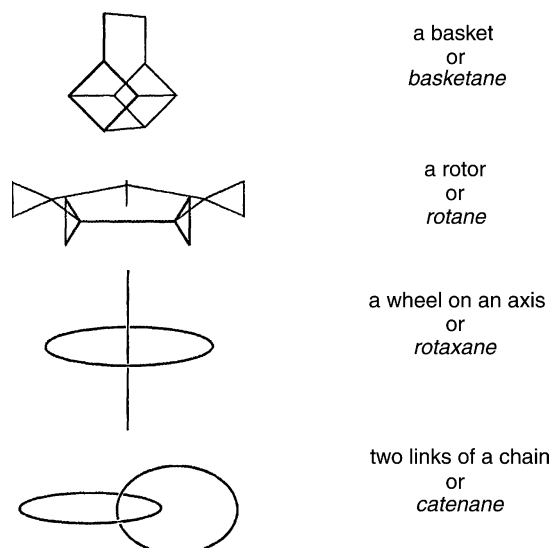 a basket
or
basketane
a rotor
or
rotane
a wheel on an axis
or
rotaxane
two links of a chain
or
catenane